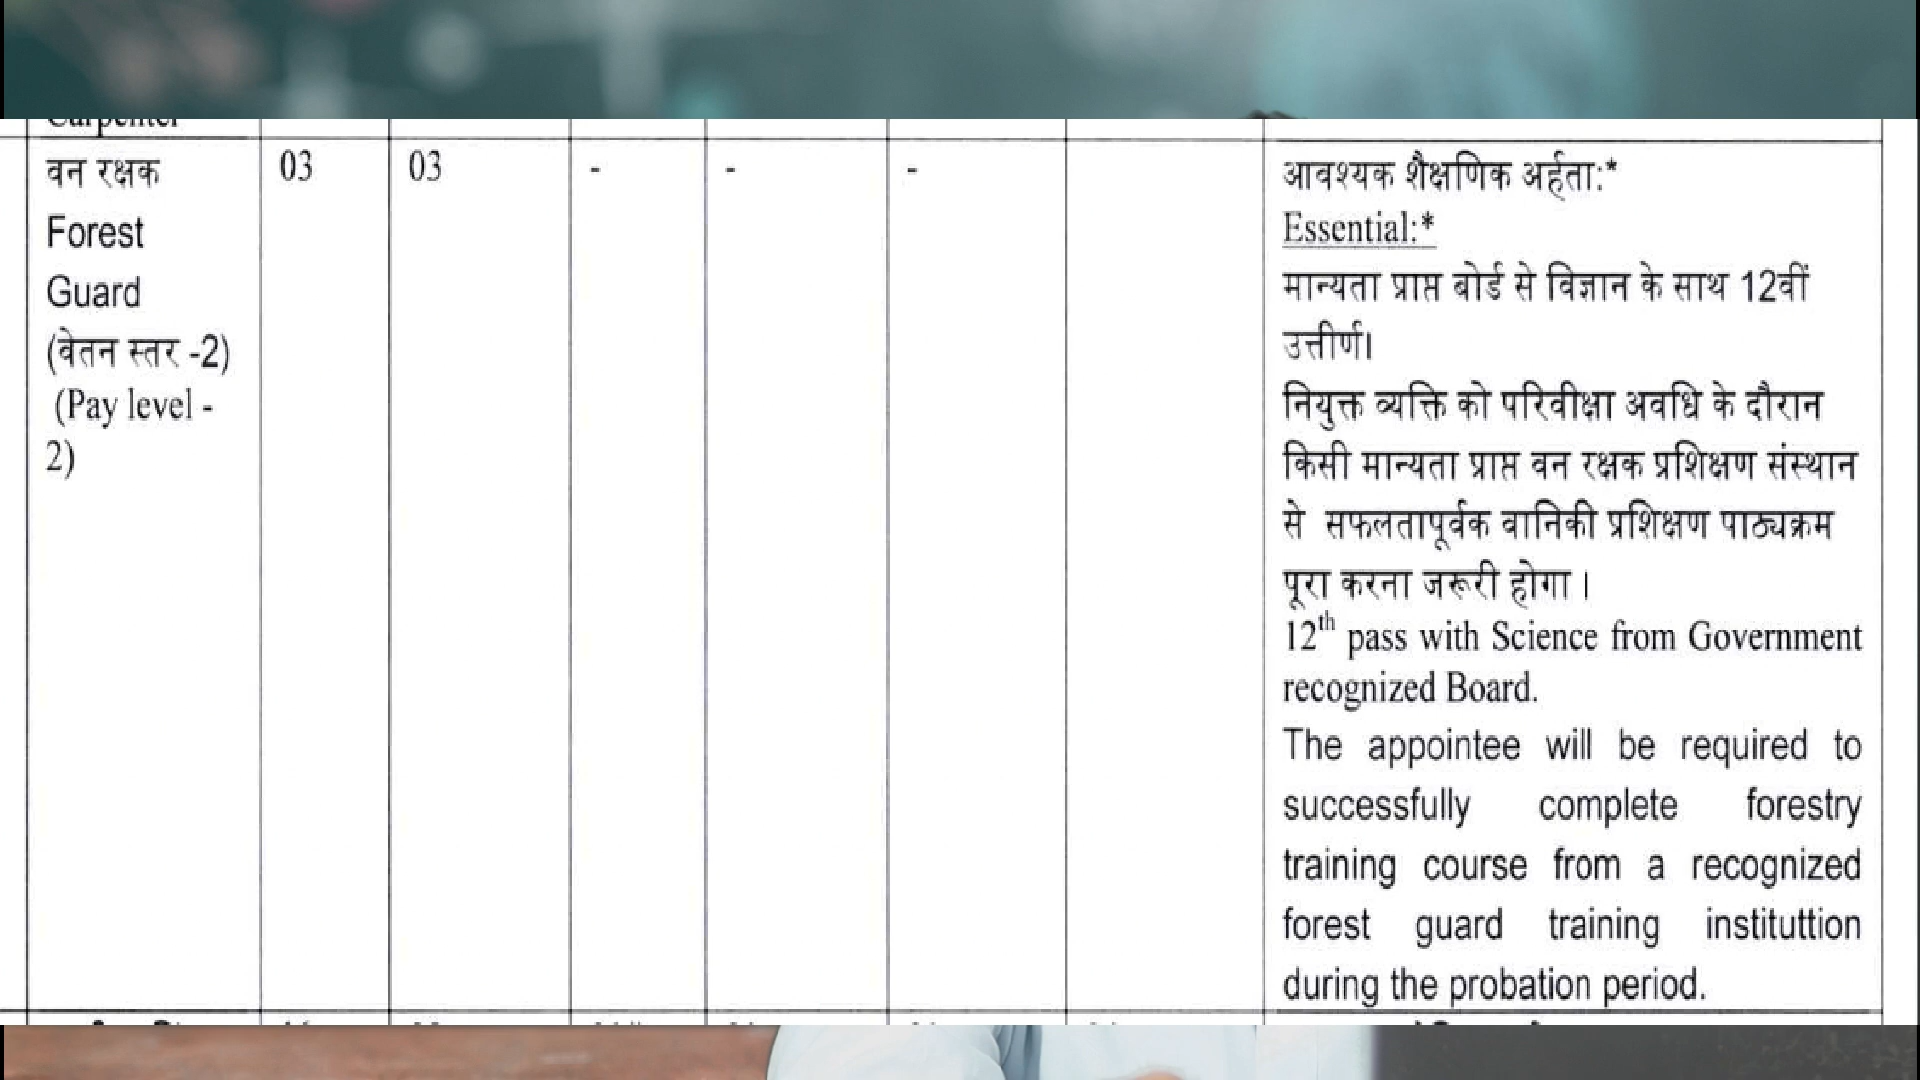 Carpenter
वन रक्षक
Forest
Guard
(वेतन स्तर -2)
(Pay level -
2)
03
03
-
-
-
आवश्यक शैक्षणिक अर्हता:*
Essential:*
मान्यता प्राप्त बोर्ड से विज्ञान के साथ 12वीं
उत्तीर्ण।
नियुक्त व्यक्ति को परिवीक्षा अवधि के दौरान
किसी मान्यता प्राप्त वन रक्षक प्रशिक्षण संस्थान
से सफलतापूर्वक वानिकी प्रशिक्षण पाठ्यक्रम
पूरा करना जरूरी होगा ।
12th pass with Science from Government
recognized Board.
The appointee will be required to
successfully complete forestry
training course from a recognized
forest guard training instituttion
during the probation period.